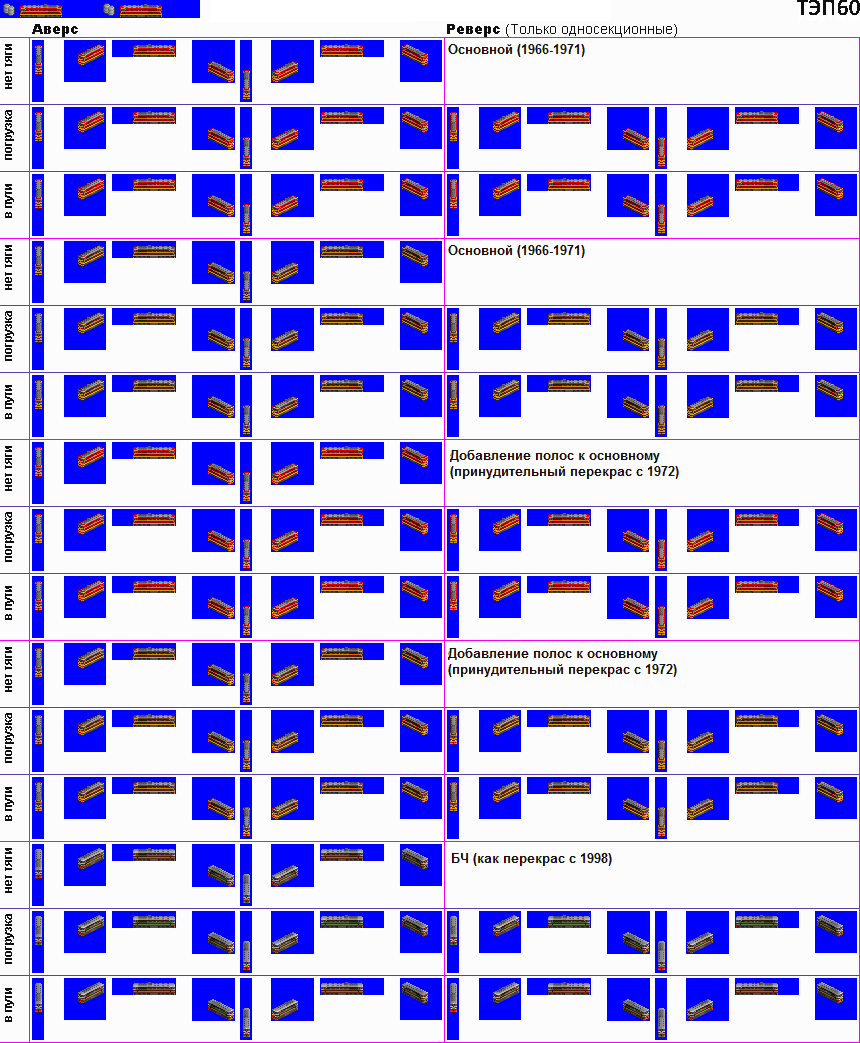 ТЭП60
Аверс
Реверс (Только односекционные)
нет тяги
Основной (1966-1971)
погрузка
в пути
нет тяги
Основной (1966-1971)
погрузка
в пути
нет тяги
Добавление полос к основному
(принудительный перекрас с 1972)
погрузка
в пути
нет тяги
Добавление полос к основному
(принудительный перекрас с 1972)
погрузка
в пути
нет тяги
БЧ (как перекрас с 1998)
погрузка
в пути